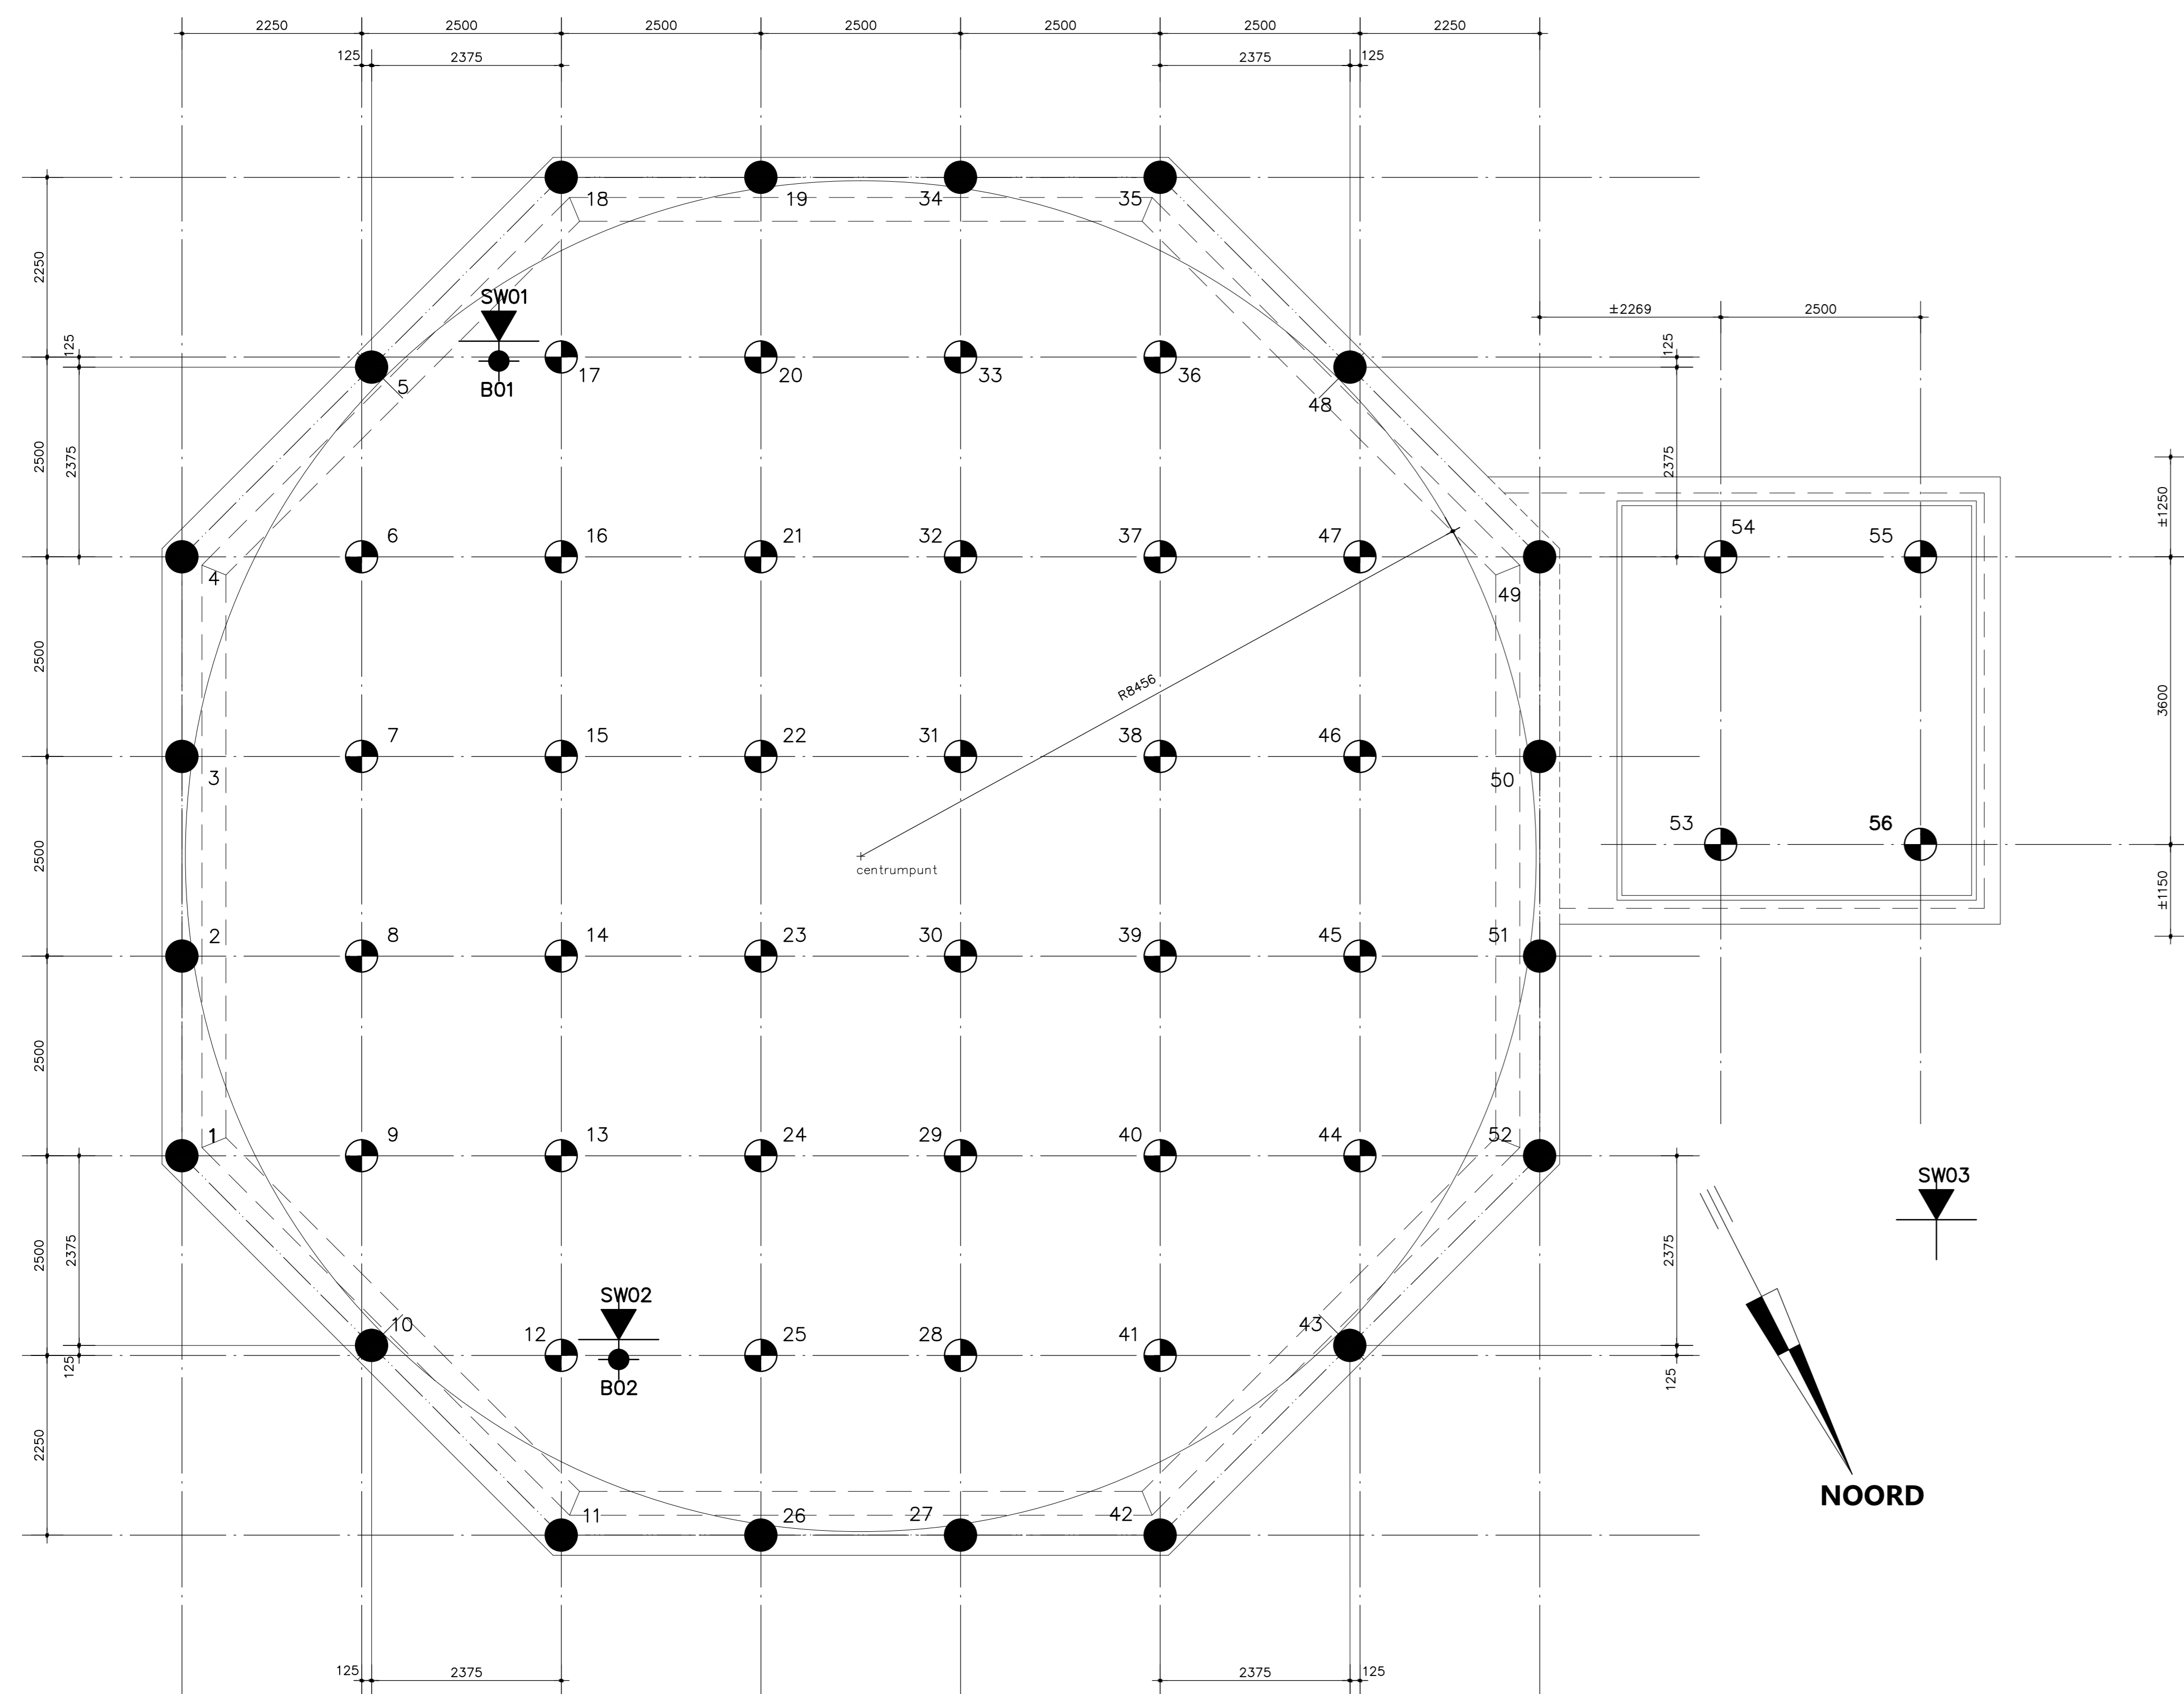 2250 2500 2500 2500 2500 2500 2250
125 2375 2375 125
18 19 34 35
2250
SW01
±2269 2500
125 125
17 20 33 36
5 B01
48
2500 2375 2375 ±1250
6 16 21 32 37 47 54 55
4 49
2500 R8456 3600
7 15 22 31 38 46
3 50
53 56
2500 centrumpunt ±1150
2 8 14 23 30 39 45 51
2500
1 9 13 24 29 40 44 52
SW03
2500 2375 2375
SW02
10 12 25 28 41 43
125 B02 125
2250
NOORD
11 26 27 42
125 2375 2375 125